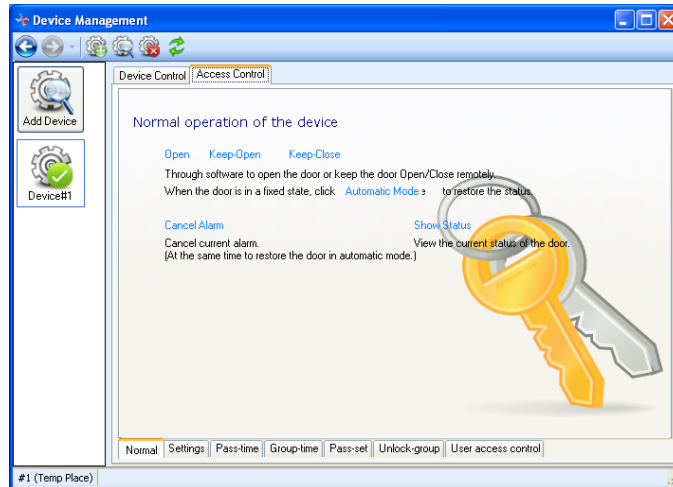 Device Management
Device Control Access Control
Add Device
Device#1
Normal operation of the device
Open Keep-Open Keep-Close
Through software to open the door or keep the door Open/Close remotely.
When the door is in a fixed state, click Automatic Mode to restore the status.
Cancel Alarm Show Status
Cancel current alarm. View the current status of the door.
(At the same time to restore the door in automatic mode.)
Normal Settings Pass-time Group-time Pass-set Unlock-group User access control
#1 (Temp Place)